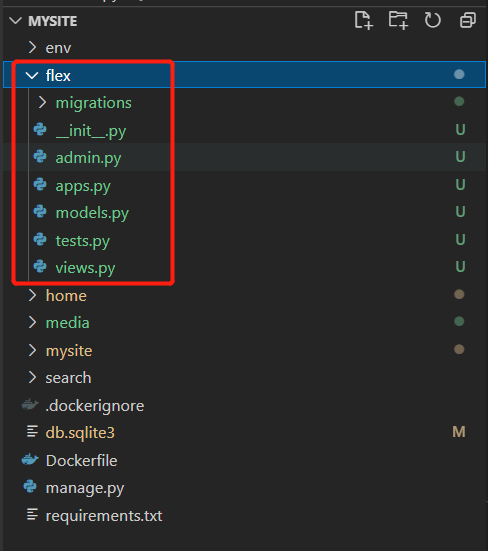 MYSITE
env
flex
migrations
__init__.py U
admin.py U
apps.py U
models.py U
tests.py U
views.py U
home
media
mysite
search
.dockerignore
db.sqlite3 M
Dockerfile
manage.py
requirements.txt